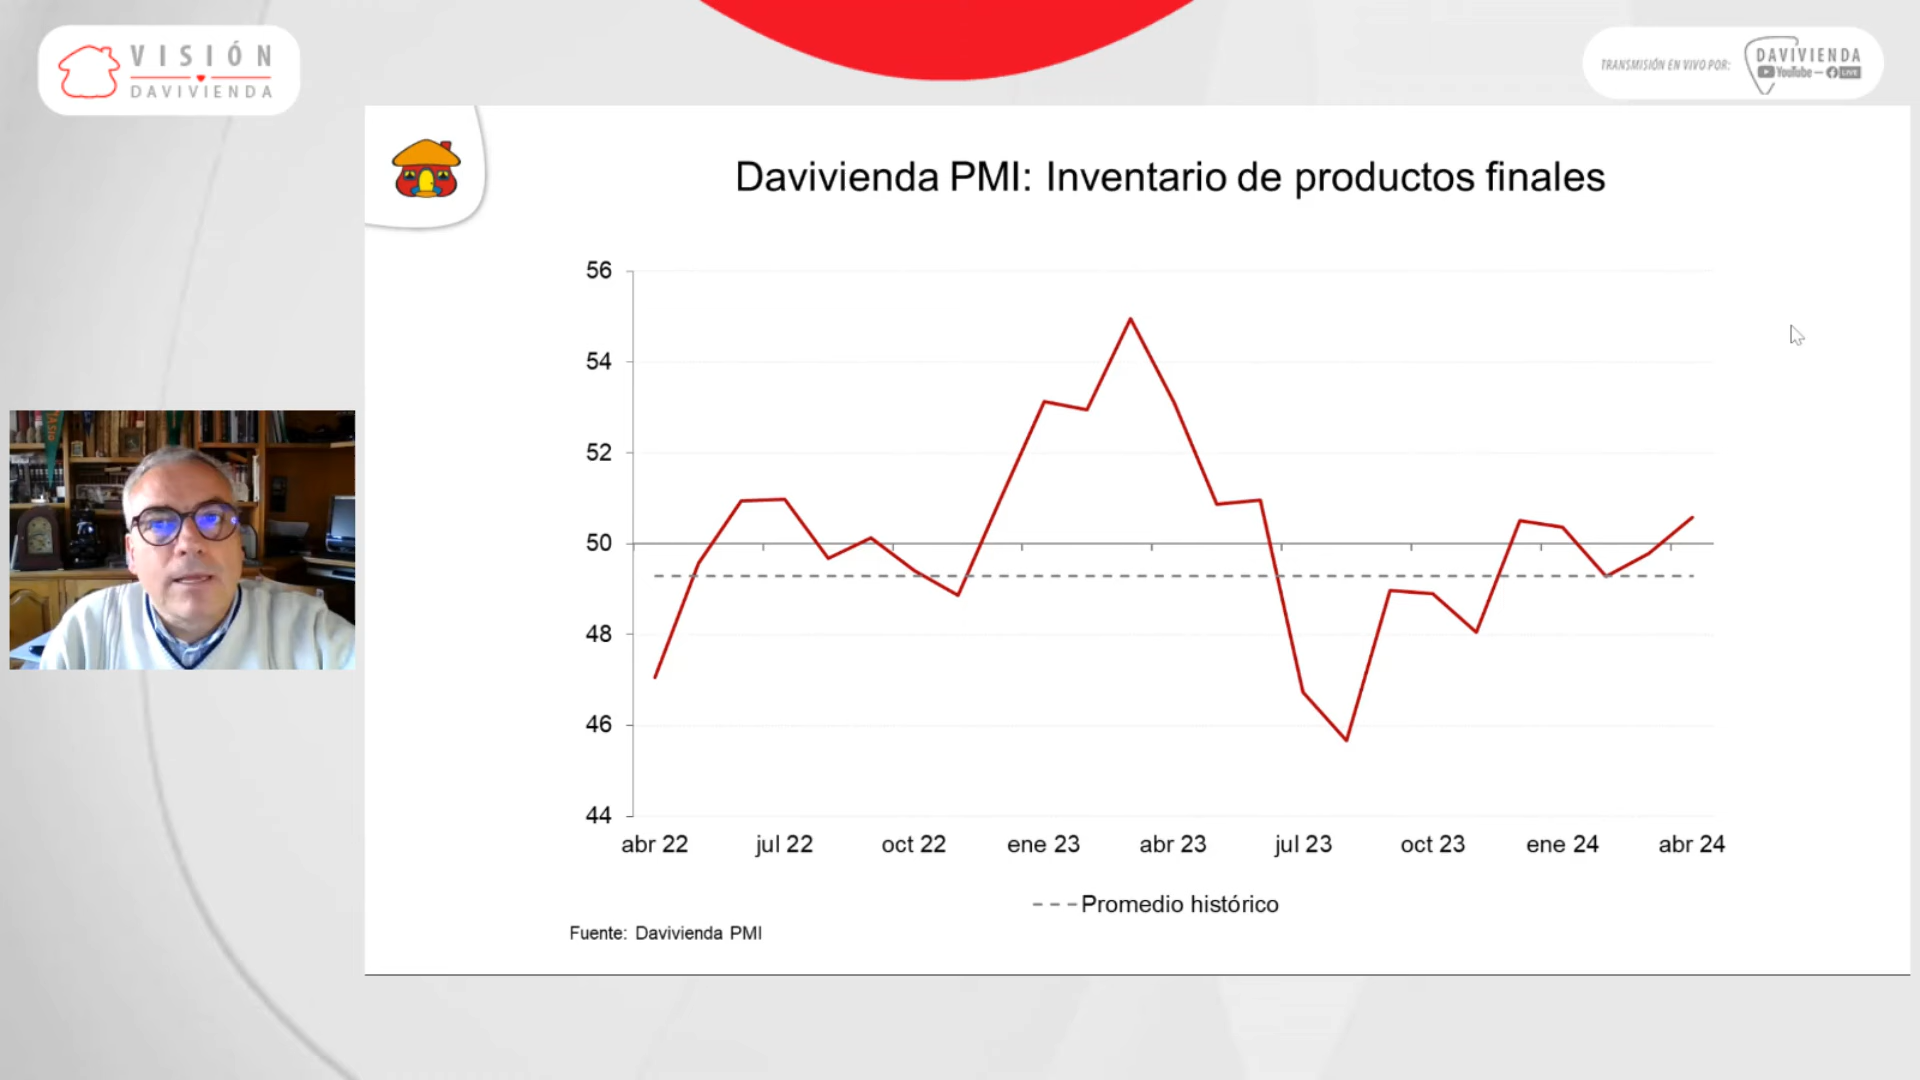 VISIÓN
DAVIVIENDA
TRANSMISIÓN EN VIVO POR:
DAVIVIENDA
YouTube
LIVE
Davivienda PMI: Inventario de productos finales
56
54
52
50
48
46
44
abr 22
jul 22
oct 22
ene 23
abr 23
jul 23
oct 23
ene 24
abr 24
Promedio histórico
Fuente: Davivienda PMI